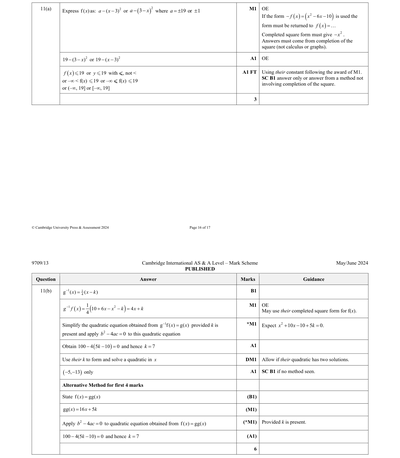 11(a) Express f(x) as: a − (x − 3)² or a − (3 − x)² where a = ±19 or ±1 M1 OE
If the form −f(x) = (x² − 6x − 10) is used the
form must be returned to f(x) = …
Completed square form must give −x².
Answers must come from completion of the
square (not calculus or graphs).
19 − (3 − x)² or 19 − (x − 3)² A1 OE
f(x) ⩽ 19 or y ⩽ 19 with ⩽, not < A1 FT Using their constant following the award of M1.
or -∞ < f(x) ⩽ 19 or -∞ ⩽ f(x) ⩽ 19 SC B1 answer only or answer from a method not
or (-∞, 19] or [-∞, 19] involving completion of the square.
3
© Cambridge University Press & Assessment 2024 Page 16 of 17
9709/13 Cambridge International AS & A Level – Mark Scheme May/June 2024
PUBLISHED
Question Answer Marks Guidance
11(b) g⁻¹(x) = ¼(x − k) B1
g⁻¹f(x) = 1/4(10 + 6x − x² − k) = 4x + k M1 OE
May use their completed square form for f(x).
Simplify the quadratic equation obtained from g⁻¹f(x) = g(x) provided k is *M1 Expect x² + 10x − 10 + 5k = 0.
present and apply b² − 4ac = 0 to this quadratic equation
Obtain 100 − 4(5k − 10) = 0 and hence k = 7 A1
Use their k to form and solve a quadratic in x DM1 Allow if their quadratic has two solutions.
(−5, −13) only A1 SC B1 if no method seen.
Alternative Method for first 4 marks
State f(x) = gg(x) (B1)
gg(x) = 16x + 5k (M1)
Apply b² − 4ac = 0 to quadratic equation obtained from f(x) = gg(x) (*M1) Provided k is present.
100 − 4(5k − 10) = 0 and hence k = 7 (A1)
6